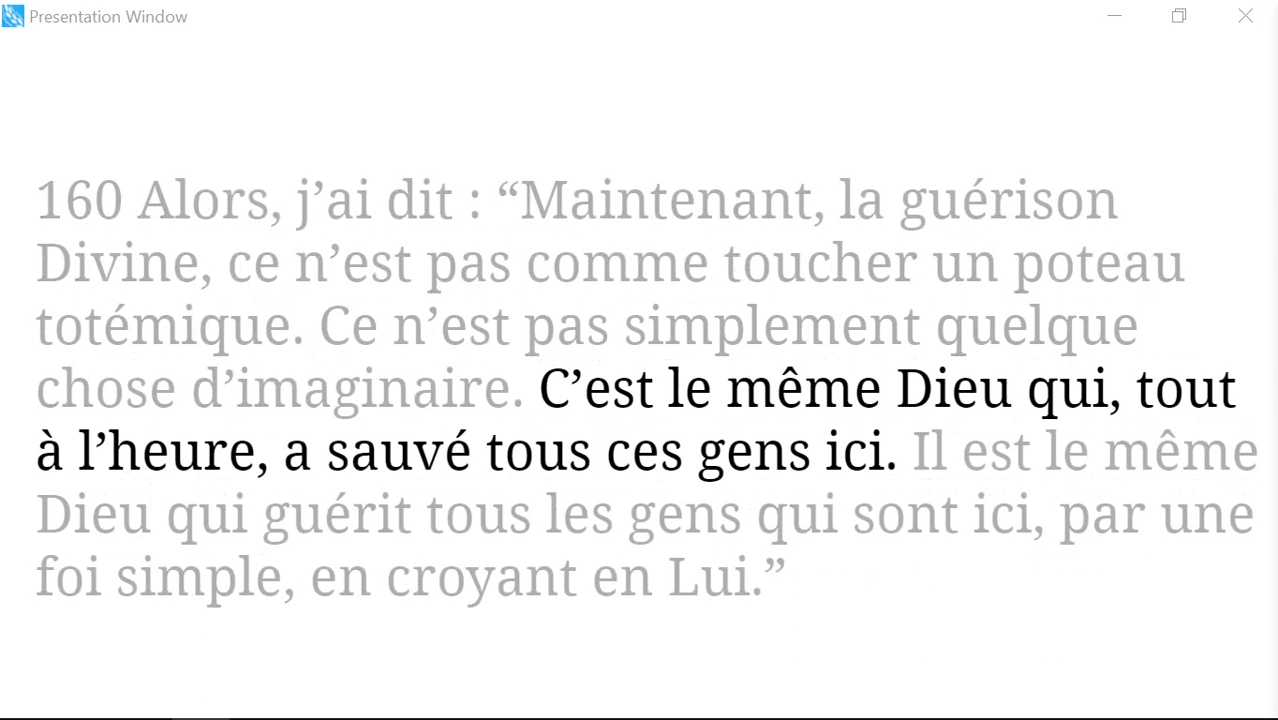 Presentation Window
160 Alors, j’ai dit : “Maintenant, la guérison
Divine, ce n’est pas comme toucher un poteau
totémique. Ce n’est pas simplement quelque
chose d’imaginaire. C’est le même Dieu qui, tout
à l’heure, a sauvé tous ces gens ici. Il est le même
Dieu qui guérit tous les gens qui sont ici, par une
foi simple, en croyant en Lui.”